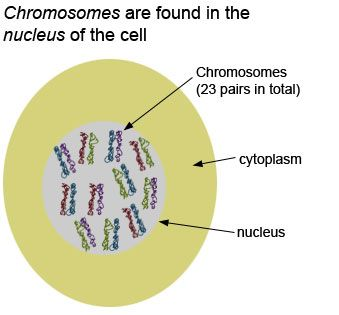 Chromosomes are found in the
nucleus of the cell
Chromosomes
(23 pairs in total)
cytoplasm
nucleus